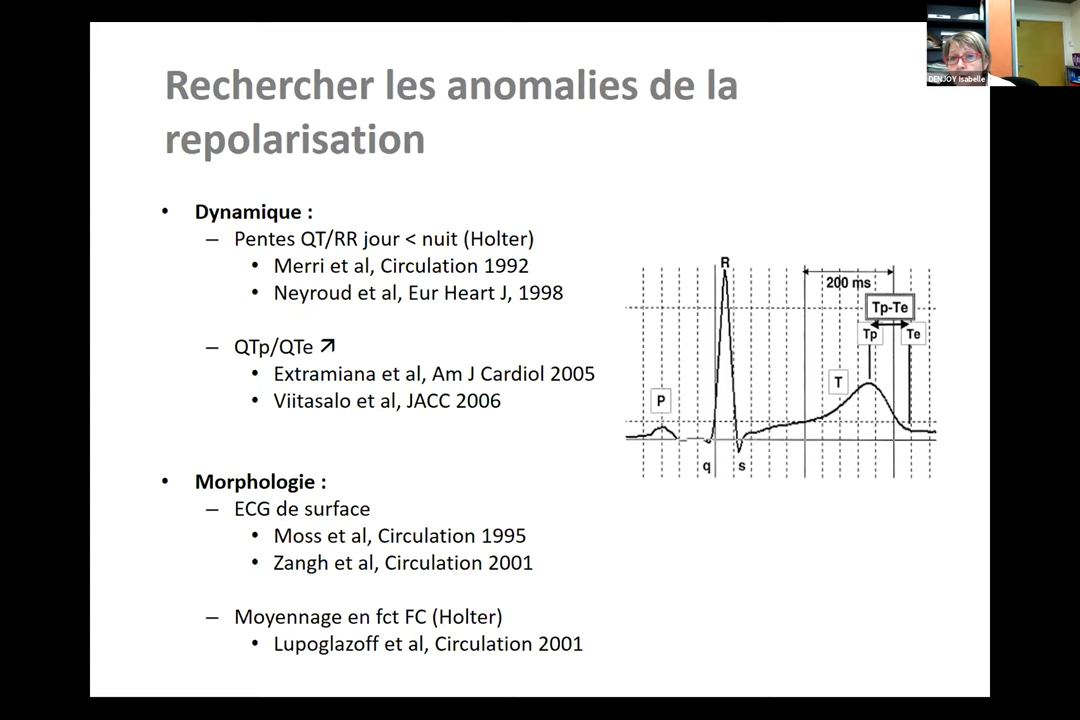 DENJOY Isabelle
Rechercher les anomalies de la
repolarisation
• Dynamique :
– Pentes QT/RR jour < nuit (Holter)
• Merri et al, Circulation 1992
• Neyroud et al, Eur Heart J, 1998
– QTp/QTe ↗
• Extramiana et al, Am J Cardiol 2005
• Viitasalo et al, JACC 2006
• Morphologie :
– ECG de surface
• Moss et al, Circulation 1995
• Zangh et al, Circulation 2001
– Moyennage en fct FC (Holter)
• Lupoglazoff et al, Circulation 2001
R
200 ms
Tp-Te
Tp
Te
T
P
q
s